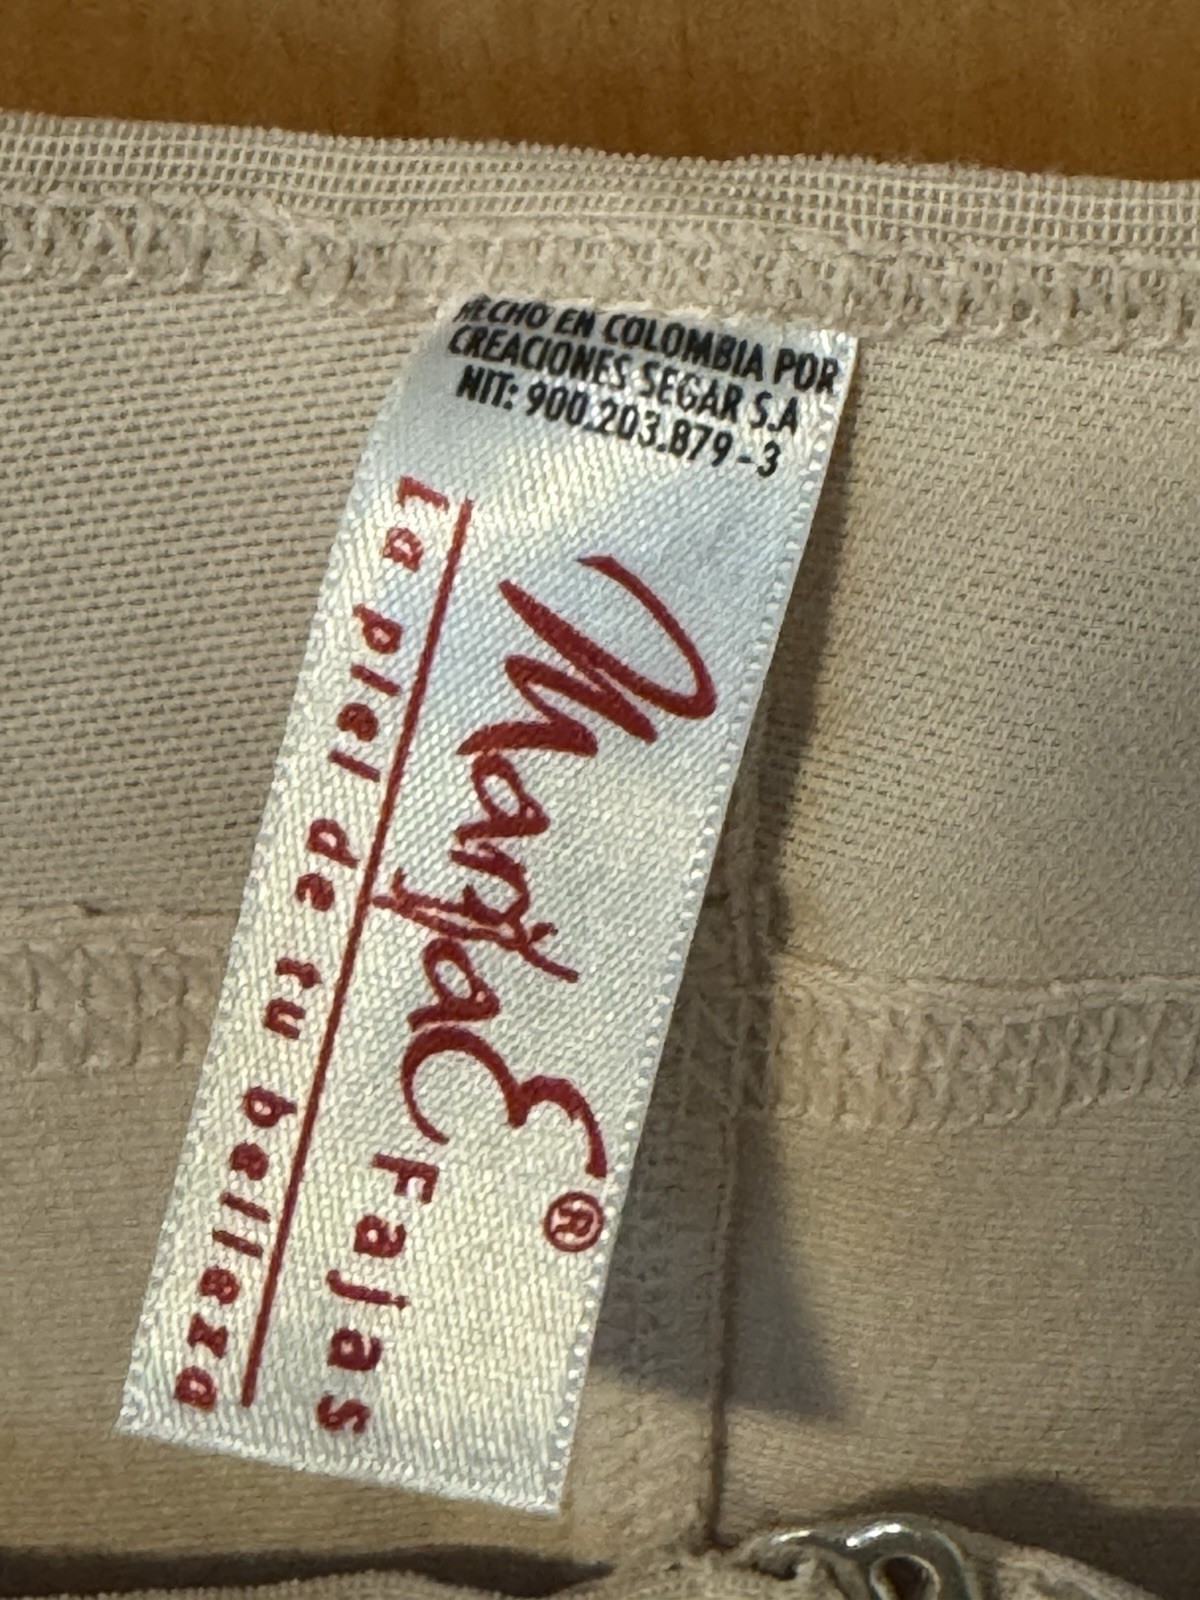 HECHO EN COLOMBIA POR
CREACIONES SEGAR S.A
NIT: 900.203.879-3
MariaE®
Fajas
La piel de tu belleza